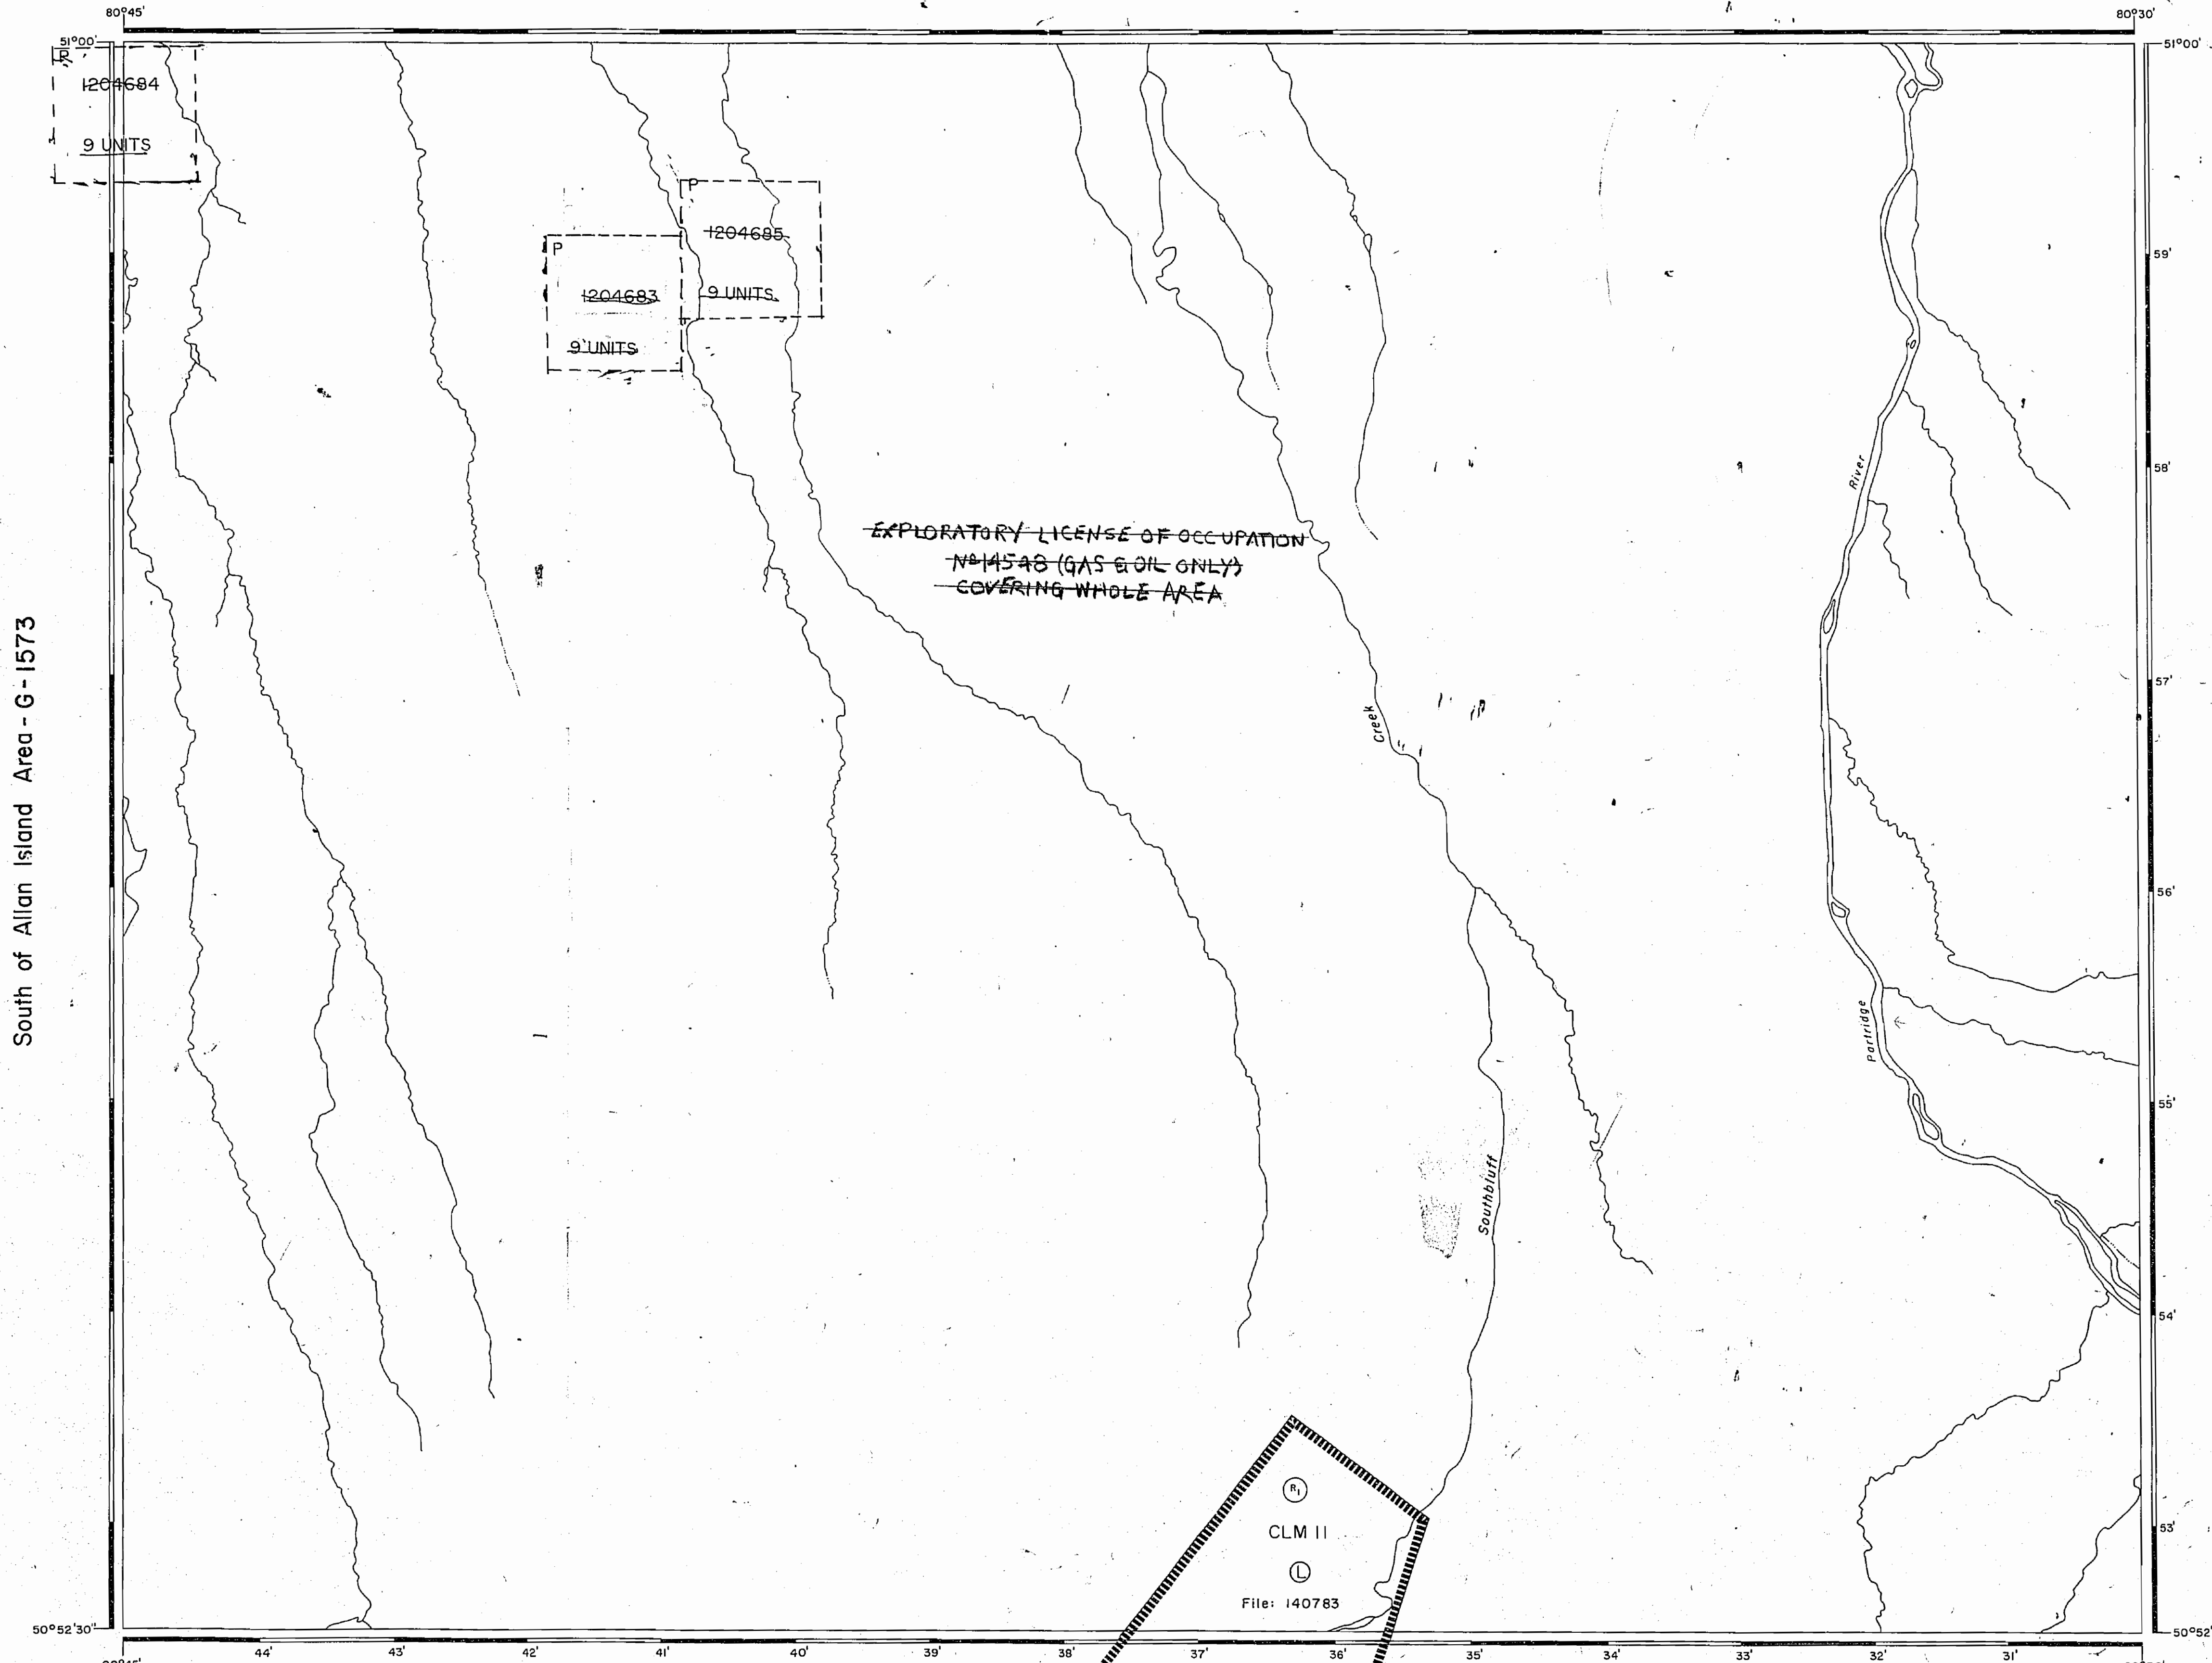 80°45'
80°30'
51°00'
51°00'
P
1204684
9 UNITS
P
1204685
9 UNITS
P
1204683
9 UNITS
59'
58'
River
EXPLORATORY LICENSE OF OCCUPATION
Nº 14548 (GAS & OIL ONLY)
COVERING WHOLE AREA
South of Allan Island Area - G - 1573
57'
Creek
56'
Partridge
55'
Southbluff
54'
R1
CLM 11
L
File: 140783
53'
50°52'30"
50°52'
44'
43'
42'
41'
40'
39'
38'
37'
36'
35'
34'
33'
32'
31'